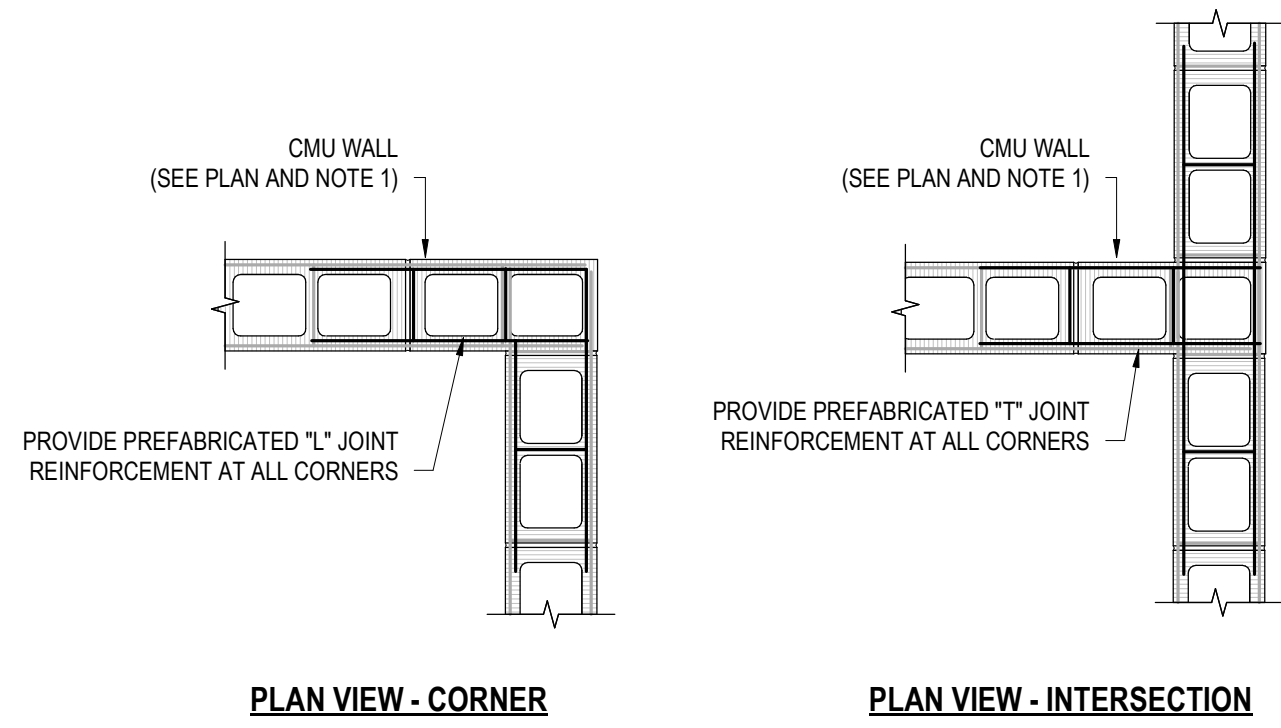 CMU WALL
(SEE PLAN AND NOTE 1)
PROVIDE PREFABRICATED "L" JOINT
REINFORCEMENT AT ALL CORNERS
PLAN VIEW - CORNER
CMU WALL
(SEE PLAN AND NOTE 1)
PROVIDE PREFABRICATED "T" JOINT
REINFORCEMENT AT ALL CORNERS
PLAN VIEW - INTERSECTION